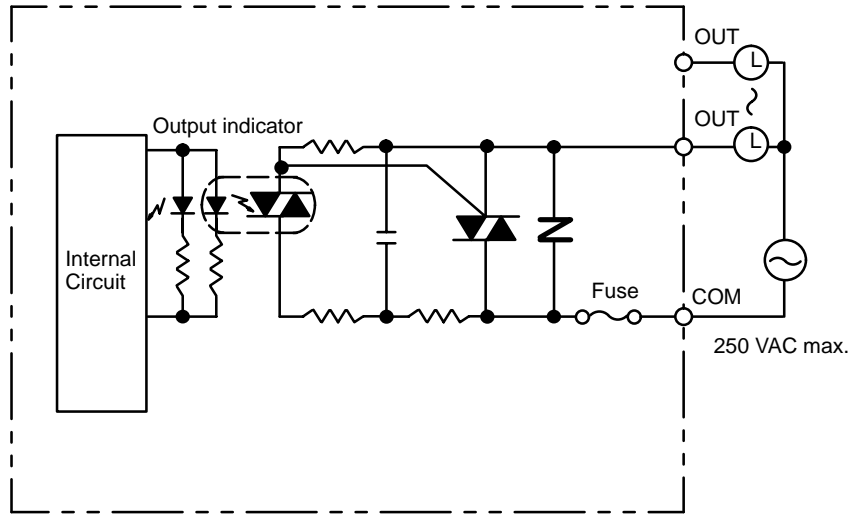 OUT
L
OUT
L
Output indicator
Internal
Circuit
Fuse
COM
250 VAC max.